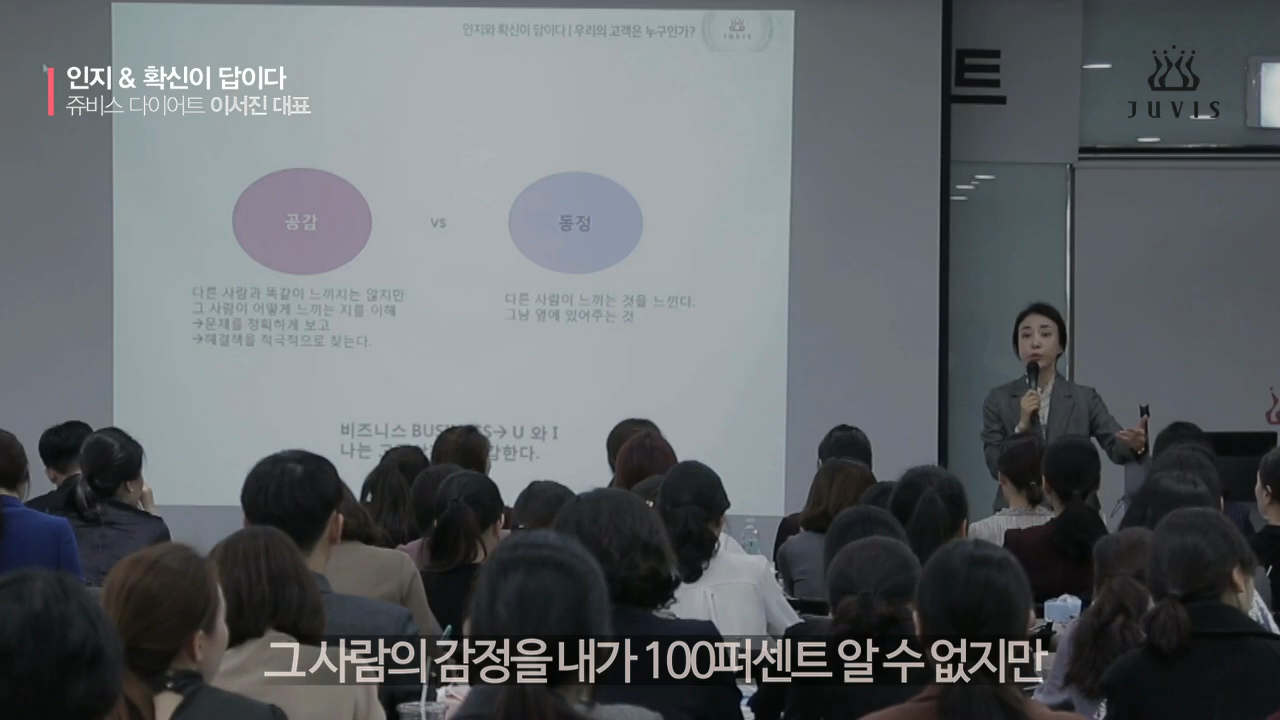 인지와 확신이 답이다 | 우리의 고객은 누구인가?
JUVIS
인지 & 확신이 답이다
쥬비스 다이어트 이서진 대표
트
JUVIS
공감
vs
동정
다른 사람과 똑같이 느끼지는 않지만
그 사람이 어떻게 느끼는 지를 이해
→문제를 정확하게 보고
→해결책을 적극적으로 찾는다.
다른 사람이 느끼는 것을 느낀다.
그냥 옆에 있어주는 것
비즈니스 → U 와 I
나는
그 사람의 감정을 내가 100퍼센트 알 수 없지만